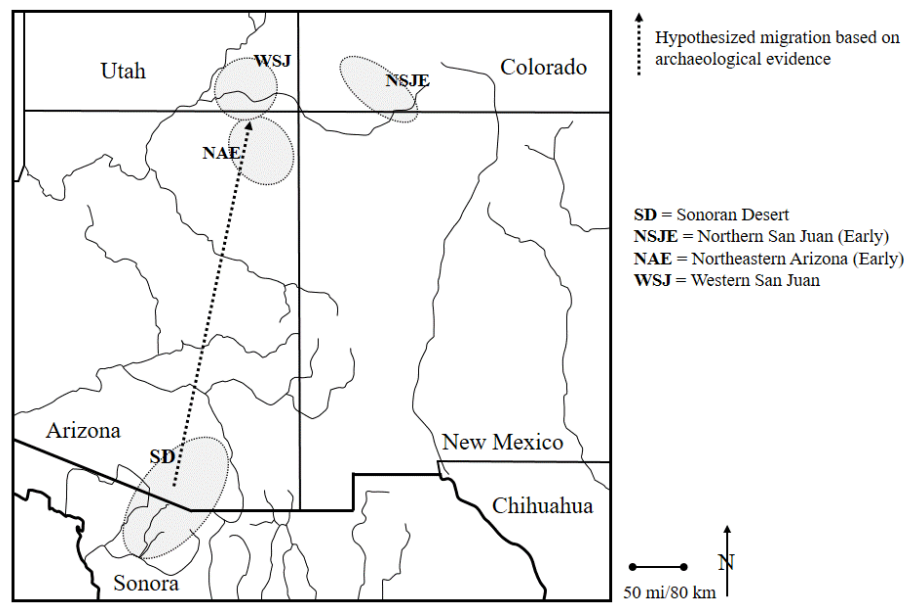 Utah
WSJ
NSJE
Colorado
NAE
Arizona
SD
New Mexico
Chihuahua
Sonora
Hypothesized migration based on
archaeological evidence
SD = Sonoran Desert
NSJE = Northern San Juan (Early)
NAE = Northeastern Arizona (Early)
WSJ = Western San Juan
N
50 mi/80 km